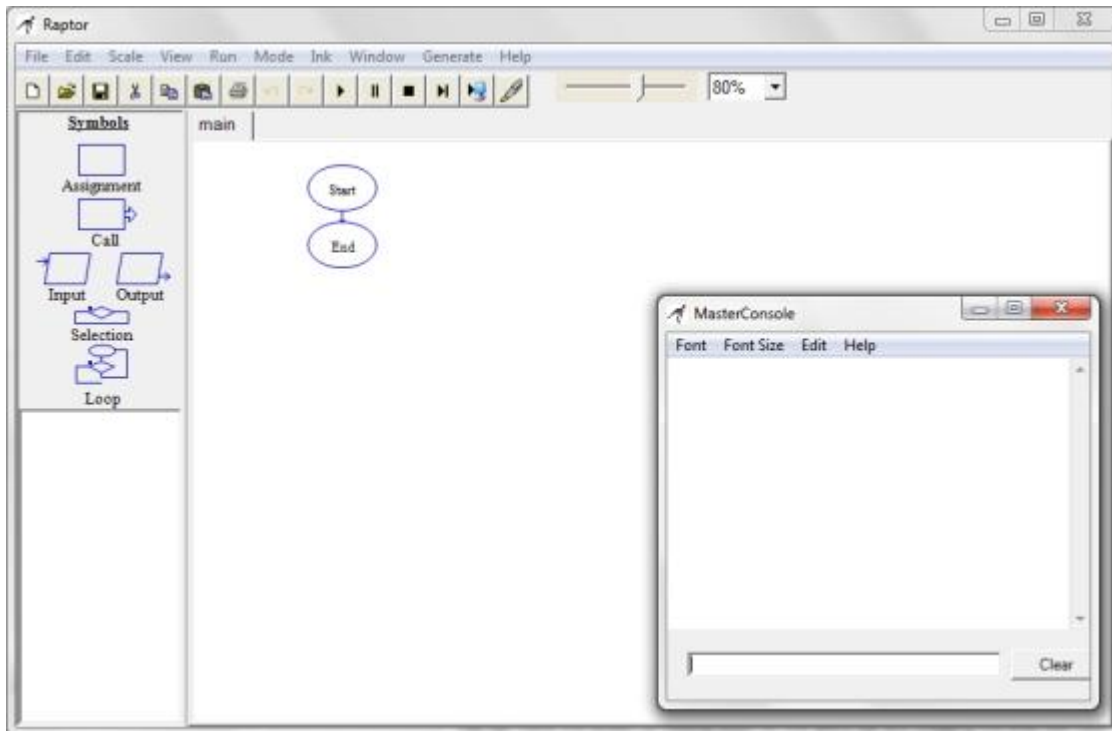 Raptor
File Edit Scale View Run Mode Ink Window Generate Help
80%
Symbols
main
Assignment
Call
Input Output
Selection
Loop
Start
End
MasterConsole
Font Font Size Edit Help
Clear